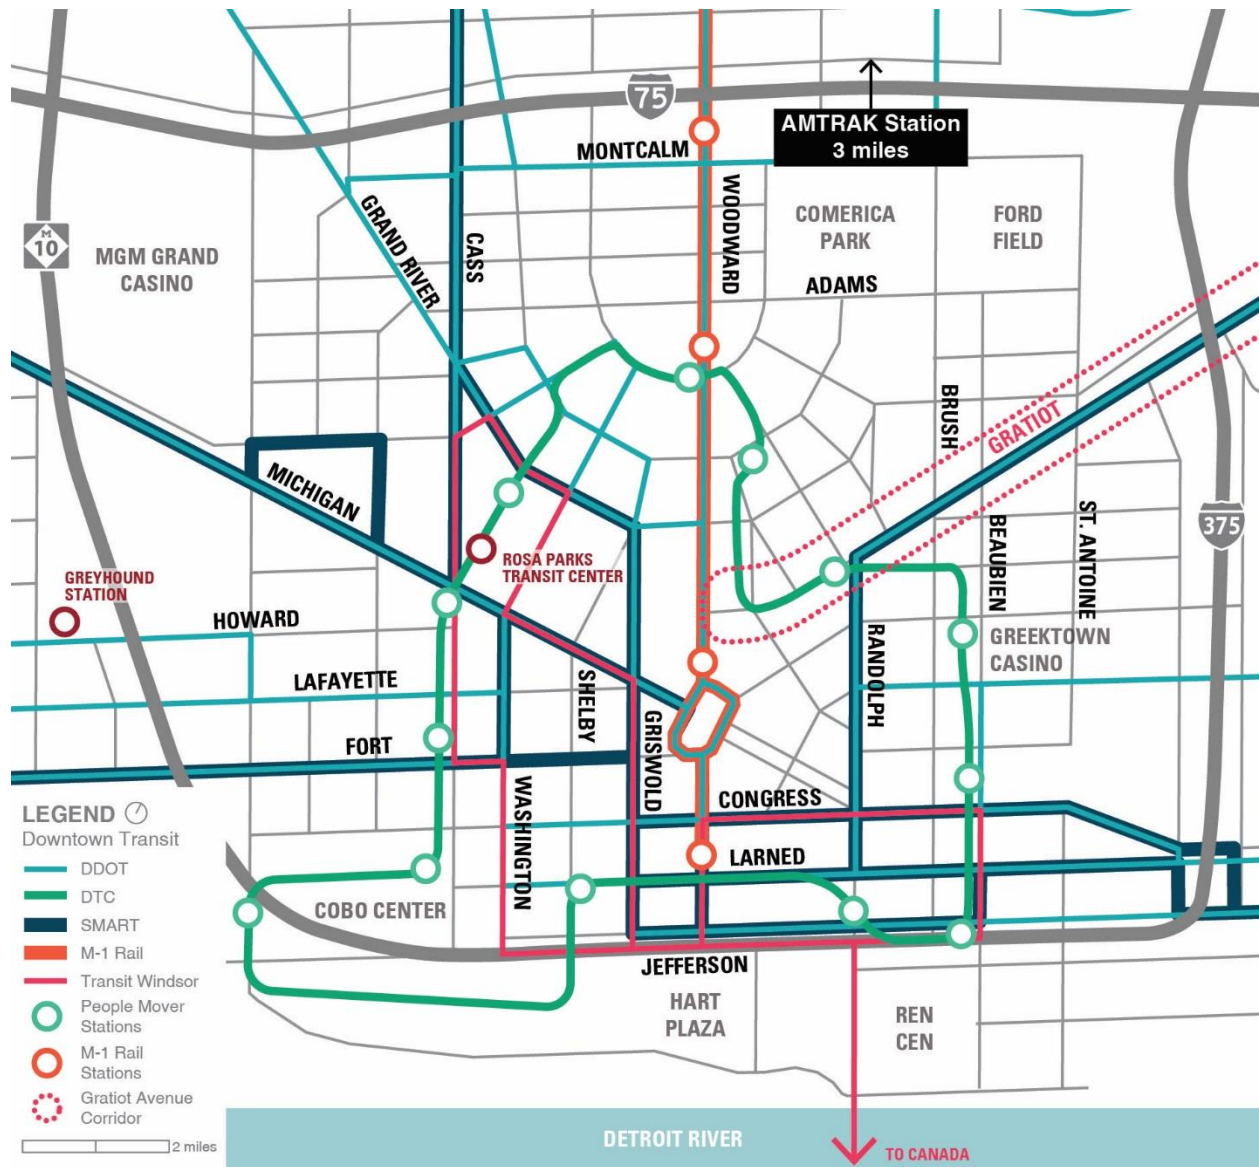 75
AMTRAK Station
3 miles
MONTCALM
WOODWARD
COMERICA
PARK
FORD
FIELD
GRAND RIVER
CASS
M
10
MGM GRAND
CASINO
ADAMS
BRUSH
GRATIOT
MICHIGAN
BEAUBIEN
ST. ANTOINE
375
ROSA PARKS
TRANSIT CENTER
GREYHOUND
STATION
HOWARD
RANDOLPH
GREEKTOWN
CASINO
LAFAYETTE
SHELBY
GRISWOLD
FORT
WASHINGTON
CONGRESS
LARNED
COBO CENTER
JEFFERSON
HART
PLAZA
REN
CEN
LEGEND
Downtown Transit
DDOT
DTC
SMART
M-1 Rail
Transit Windsor
People Mover
Stations
M-1 Rail
Stations
Gratiot Avenue
Corridor
2 miles
DETROIT RIVER
TO CANADA